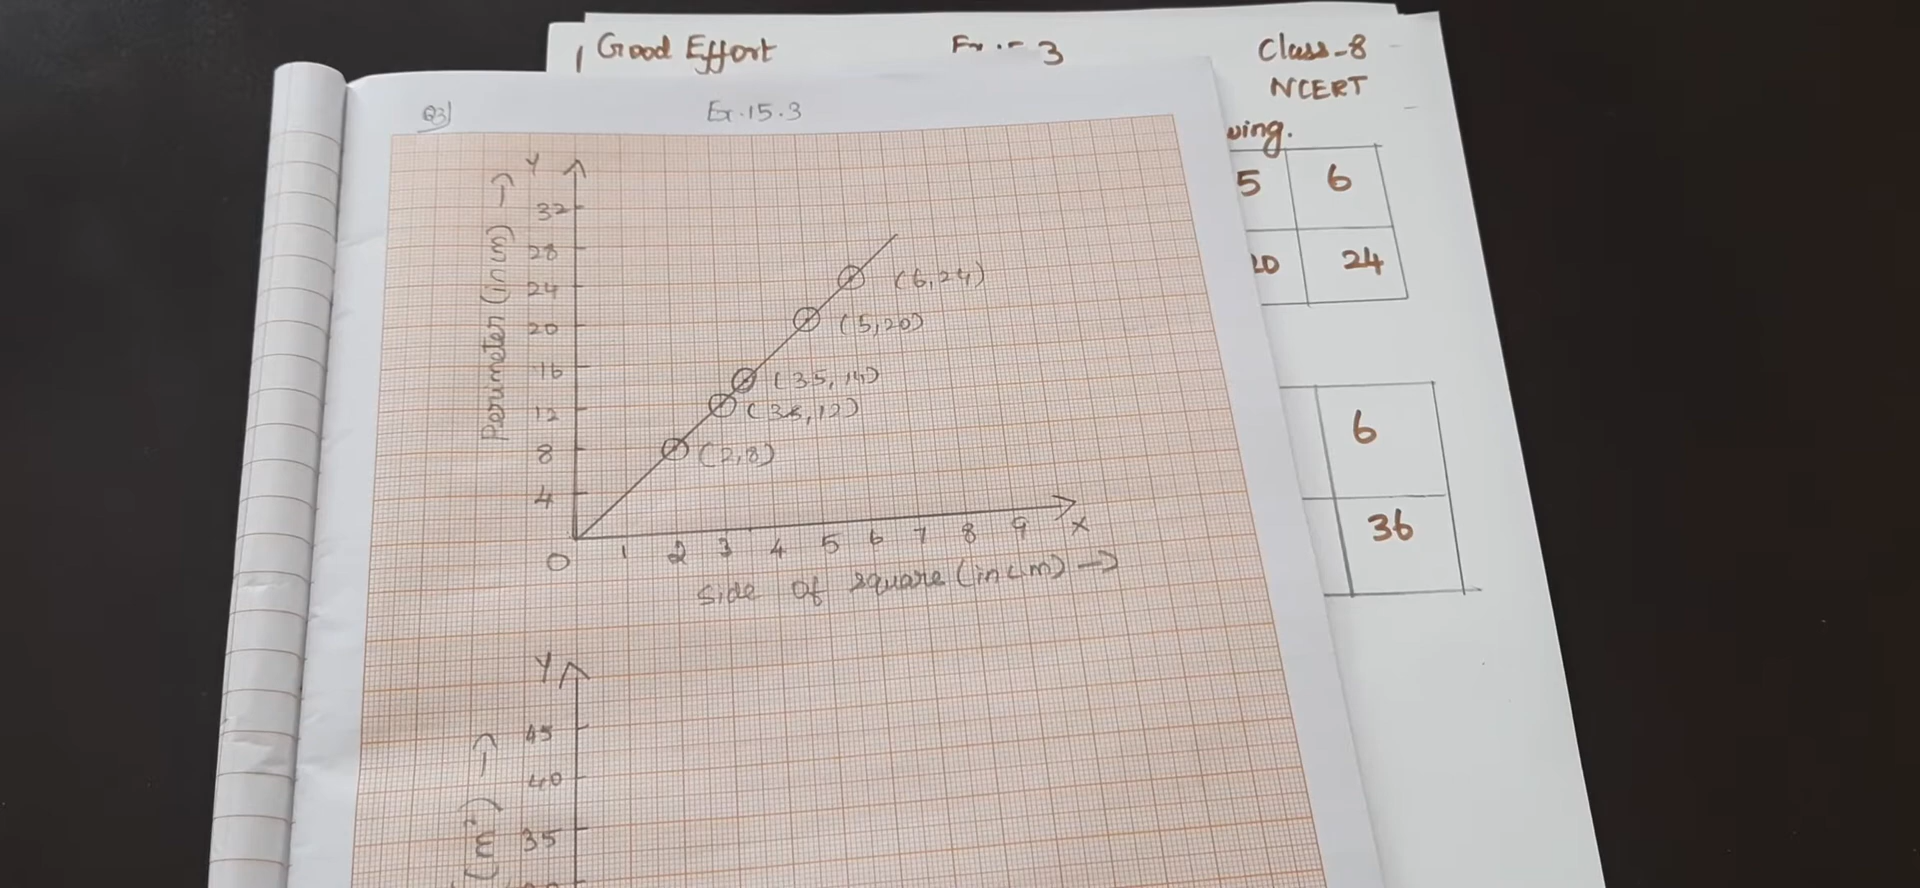 Good Effort
3
Class-8
NCERT
Q3)
Ex.15.3
5 6
24
6
36
Y
Perimeter (in cm) →
32
28
24
20
16
12
8
4
0
(6,24)
(5,20)
(3.5, 14)
(2,8)
1 2 3 4 5 6 7 8 9 X
side of square (in cm) →
Y
45
40
35